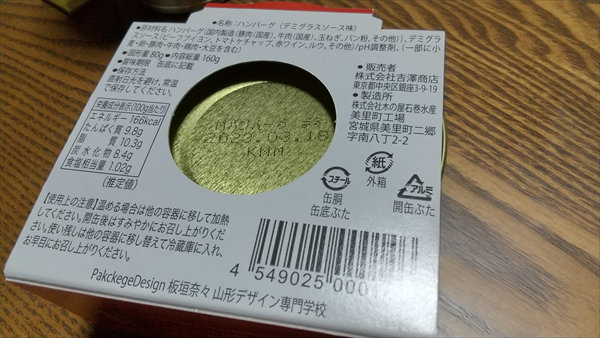 •名称:ハンバーグ(デミグラスソース味)
•原材料名ハンバーグ(国内製造(豚肉(国産)、牛肉(国産)、玉ねぎ、パン粉、その他))、デミグラ
スソース(ビーフブイヨン、トマトケチャップ、赤ワイン、ルウ、その他)/pH調整剤、(一部に小
麦・卵・豚肉・牛肉・鶏肉・大豆を含む)
•固形量 80g •内容総量 160g
•賞味期限 缶底に記載
•保存方法
直射日光を避け、常温
で保存してください。
栄養成分表示(100g当たり)
エネルギー 166kcal
たんぱく質 9.8g
脂 質 10.3g
炭水化物 8.4g
食塩相当量 1.02g
(推定値)
KHM
•販売者
株式会社吉澤商店
東京都中央区銀座3-9-19
•製造所
株式会社木の屋石巻水産
美里町工場
宮城県美里町二郷
字南八丁2-2
スチール
缶胴
缶底ぶた
紙
外箱
アルミ
開缶ぶた
【使用上の注意】温める場合は他の容器に移して加熱
してください。開缶後はすみやかにお召し上がりくださ
い。使い残しは他の容器に移し替えて冷蔵庫に入れ、
お早目にお召し上がりください。
4 549025 000
PakckegeDesign 板垣奈々 山形デザイン専門学校